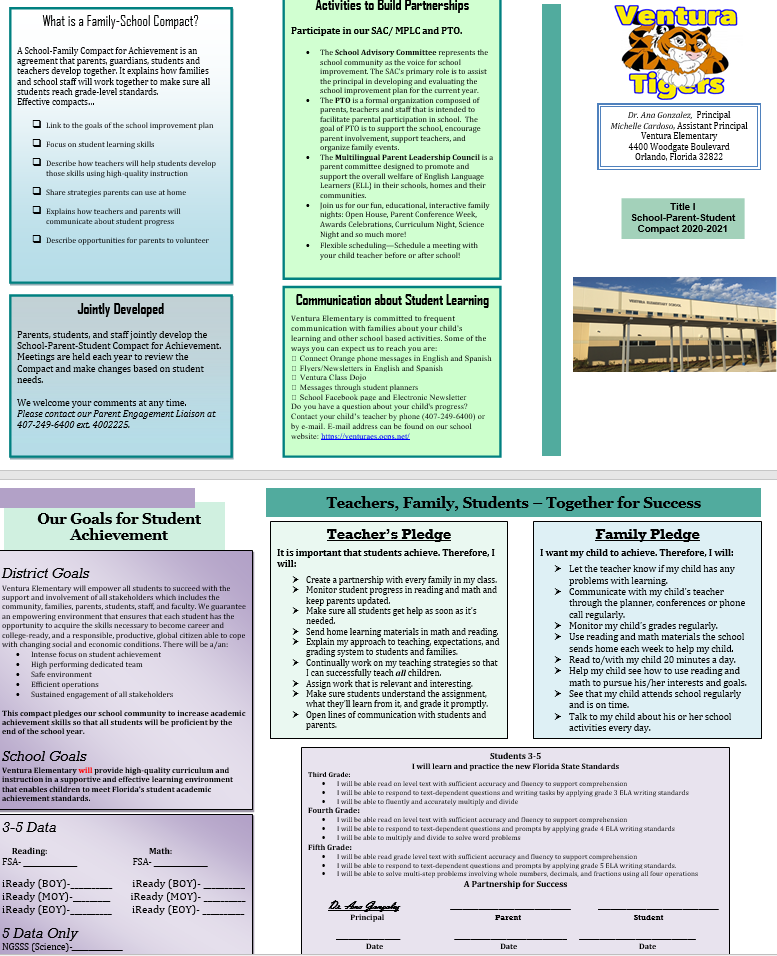 What is a Family-School Compact?
A School-Family Compact for Achievement is an
agreement that parents, guardians, students and
teachers develop together. It explains how families
and school staff will work together to make sure all
students reach grade-level standards.
Effective compacts...
Link to the goals of the school improvement plan
Focus on student learning skills
Describe how teachers will help students develop
those skills using high-quality instruction
Share strategies parents can use at home
Explains how teachers and parents will
communicate about student progress
Describe opportunities for parents to volunteer
Jointly Developed
Parents, students, and staff jointly develop the
School-Parent-Student Compact for Achievement.
Meetings are held each year to review the
Compact and make changes based on student
needs.
We welcome your comments at any time.
Please contact our Parent Engagement Liaison at
407-249-6400 ext. 4002225.
Activities to Build Partnerships
Participate in our SAC/ MPLC and PTO.
• The School Advisory Committee represents the
school community as the voice for school
improvement. The SAC's primary role is to assist
the principal in developing and evaluating the
school improvement plan for the current year.
• The PTO is a formal organization composed of
parents, teachers and staff that is intended to
facilitate parental participation in school. The
goal of PTO is to support the school, encourage
parent involvement, support teachers, and
organize family events.
• The Multilingual Parent Leadership Council is a
parent committee designed to promote and
support the overall welfare of English Language
Learners (ELL) in their schools, homes and their
communities.
• Join us for our fun, educational, interactive family
nights: Open House, Parent Conference Week,
Awards Celebrations, Curriculum Night, Science
Night and so much more!
• Flexible scheduling—Schedule a meeting with
your child teacher before or after school!
Communication about Student Learning
Ventura Elementary is committed to frequent
communication with families about your child's
learning and other school based activities. Some of the
ways you can expect us to reach you are:
Connect Orange phone messages in English and Spanish
Flyers/Newsletters in English and Spanish
Ventura Class Dojo
Messages through student planners
School Facebook page and Electronic Newsletter
Do you have a question about your child's progress?
Contact your child's teacher by phone (407-249-6400) or
by e-mail. E-mail address can be found on our school
website: https://venturaes.ocps.net/
Ventura
Tigers
Dr. Ana Gonzalez, Principal
Michelle Cardoso, Assistant Principal
Ventura Elementary
4400 Woodgate Boulevard
Orlando, Florida 32822
Title I
School-Parent-Student
Compact 2020-2021
VENTURA ELEMENTARY SCHOOL
Our Goals for Student
Achievement
District Goals
Ventura Elementary will empower all students to succeed with the
support and involvement of all stakeholders which includes the
community, families, parents, students, staff, and faculty. We guarantee
an empowering environment that ensures that each student has the
opportunity to acquire the skills necessary to become career and
college-ready, and a responsible, productive, global citizen able to cope
with changing social and economic conditions. There will be a/an:
• Intense focus on student achievement
• High performing dedicated team
• Safe environment
• Efficient operations
• Sustained engagement of all stakeholders
This compact pledges our school community to increase academic
achievement skills so that all students will be proficient by the
end of the school year.
School Goals
Ventura Elementary will provide high-quality curriculum and
instruction in a supportive and effective learning environment
that enables children to meet Florida's student academic
achievement standards.
3-5 Data
Reading: Math:
FSA- ____________ FSA- ____________
iReady (BOY)-_________ iReady (BOY)- _________
iReady (MOY)-_________ iReady (MOY)- _________
iReady (EOY)- _________ iReady (EOY)- _________
5 Data Only
NGSSS (Science)-____________
Teachers, Family, Students – Together for Success
Teacher's Pledge
It is important that students achieve. Therefore, I
will:
Create a partnership with every family in my class.
Monitor student progress in reading and math and
keep parents updated.
Make sure all students get help as soon as it's
needed.
Send home learning materials in math and reading.
Explain my approach to teaching, expectations, and
grading system to students and families.
Continually work on my teaching strategies so that
I can successfully teach all children.
Assign work that is relevant and interesting.
Make sure students understand the assignment,
what they'll learn from it, and grade it promptly.
Open lines of communication with students and
parents.
Family Pledge
I want my child to achieve. Therefore, I will:
Let the teacher know if my child has any
problems with learning.
Communicate with my child's teacher
through the planner, conferences or phone
call regularly.
Monitor my child's grades regularly.
Use reading and math materials the school
sends home each week to help my child.
Read to/with my child 20 minutes a day.
Help my child see how to use reading and
math to pursue his/her interests and goals.
See that my child attends school regularly
and is on time.
Talk to my child about his or her school
activities every day.
Students 3-5
I will learn and practice the new Florida State Standards
Third Grade:
• I will be able read on level text with sufficient accuracy and fluency to support comprehension
• I will be able to respond to text-dependent questions and writing tasks by applying grade 3 ELA writing standards
• I will be able to fluently and accurately multiply and divide
Fourth Grade:
• I will be able read on level text with sufficient accuracy and fluency to support comprehension
• I will be able to respond to text-dependent questions and prompts by applying grade 4 ELA writing standards
• I will be able to multiply and divide to solve word problems
Fifth Grade:
• I will be able read grade level text with sufficient accuracy and fluency to support comprehension
• I will be able to respond to text-dependent questions and prompts by applying grade 5 ELA writing standards.
• I will be able to solve multi-step problems involving whole numbers, decimals, and fractions using all four operations
A Partnership for Success
Dr. Ana Gonzalez
Principal Parent Student
Date Date Date